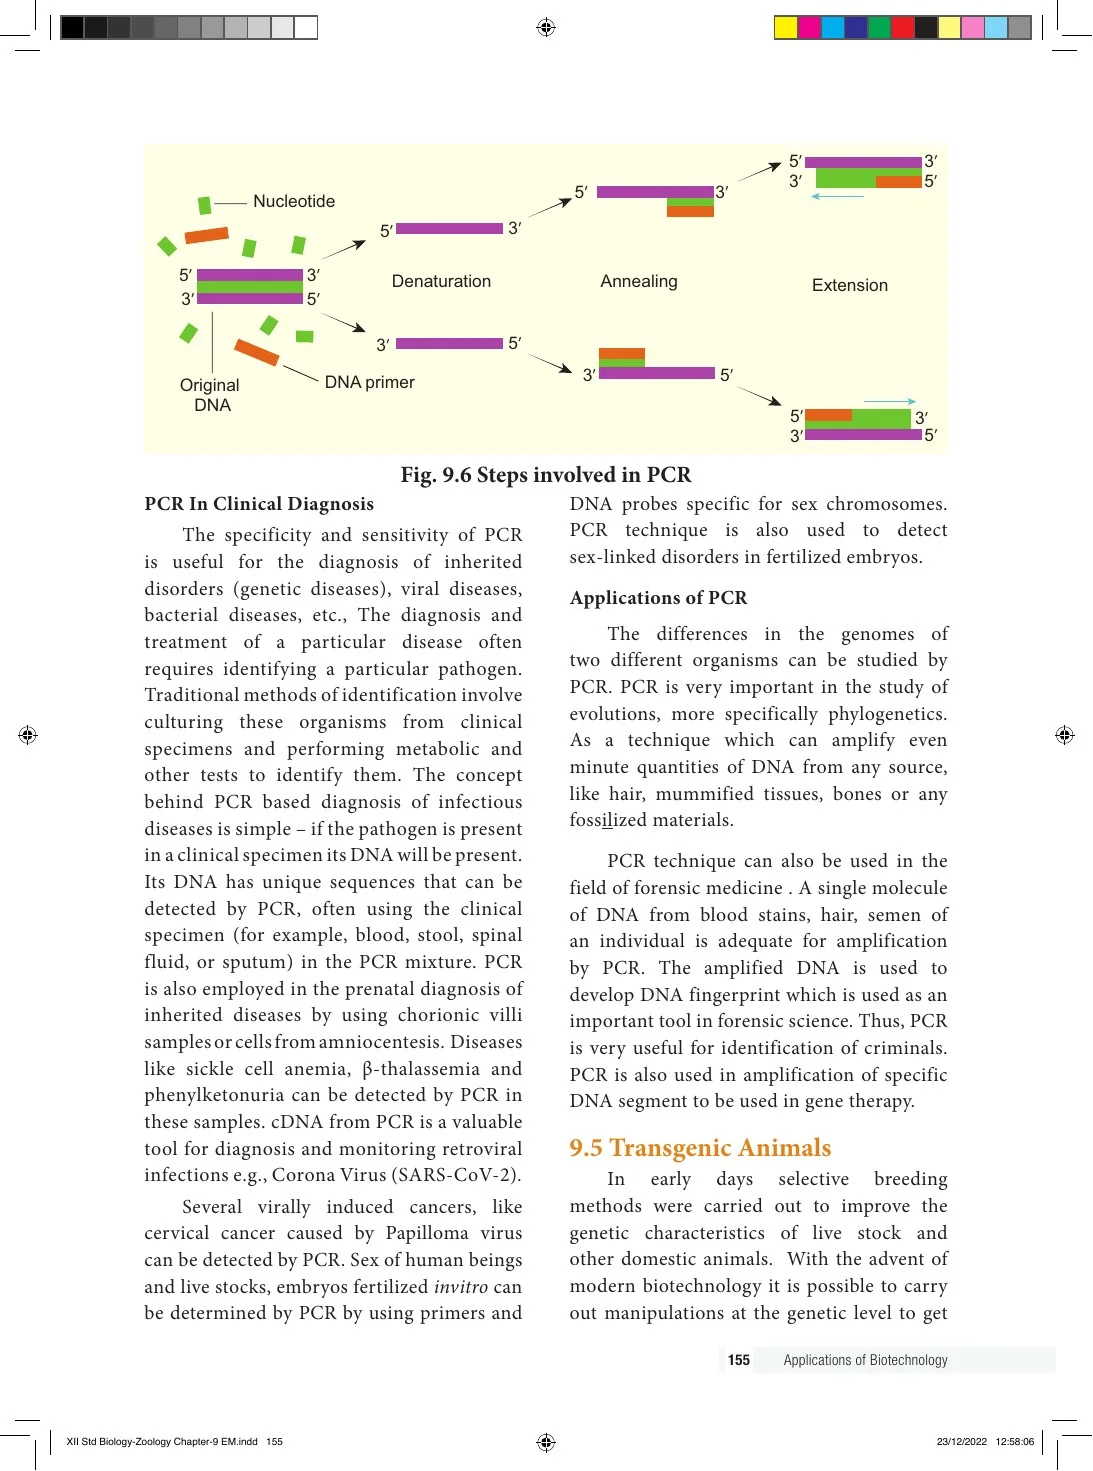 Nucleotide
5′ 3′
3′ 5′
Original
DNA
DNA primer
5′ 3′
Denaturation
3′ 5′
5′ 3′
Annealing
3′ 5′
5′ 3′
3′ 5′
Extension
5′ 3′
3′ 5′
Fig. 9.6 Steps involved in PCR
PCR In Clinical Diagnosis
The specificity and sensitivity of PCR
is useful for the diagnosis of inherited
disorders (genetic diseases), viral diseases,
bacterial diseases, etc., The diagnosis and
treatment of a particular disease often
requires identifying a particular pathogen.
Traditional methods of identification involve
culturing these organisms from clinical
specimens and performing metabolic and
other tests to identify them. The concept
behind PCR based diagnosis of infectious
diseases is simple – if the pathogen is present
in a clinical specimen its DNA will be present.
Its DNA has unique sequences that can be
detected by PCR, often using the clinical
specimen (for example, blood, stool, spinal
fluid, or sputum) in the PCR mixture. PCR
is also employed in the prenatal diagnosis of
inherited diseases by using chorionic villi
samples or cells from amniocentesis. Diseases
like sickle cell anemia, β-thalassemia and
phenylketonuria can be detected by PCR in
these samples. cDNA from PCR is a valuable
tool for diagnosis and monitoring retroviral
infections e.g., Corona Virus (SARS-CoV-2).
Several virally induced cancers, like
cervical cancer caused by Papilloma virus
can be detected by PCR. Sex of human beings
and live stocks, embryos fertilized invitro can
be determined by PCR by using primers and
DNA probes specific for sex chromosomes.
PCR technique is also used to detect
sex-linked disorders in fertilized embryos.
Applications of PCR
The differences in the genomes of
two different organisms can be studied by
PCR. PCR is very important in the study of
evolutions, more specifically phylogenetics.
As a technique which can amplify even
minute quantities of DNA from any source,
like hair, mummified tissues, bones or any
fossilized materials.
PCR technique can also be used in the
field of forensic medicine . A single molecule
of DNA from blood stains, hair, semen of
an individual is adequate for amplification
by PCR. The amplified DNA is used to
develop DNA fingerprint which is used as an
important tool in forensic science. Thus, PCR
is very useful for identification of criminals.
PCR is also used in amplification of specific
DNA segment to be used in gene therapy.
9.5 Transgenic Animals
In early days selective breeding
methods were carried out to improve the
genetic characteristics of live stock and
other domestic animals. With the advent of
modern biotechnology it is possible to carry
out manipulations at the genetic level to get
155 Applications of Biotechnology
XII Std Biology-Zoology Chapter-9 EM.indd 155
23/12/2022 12:58:06